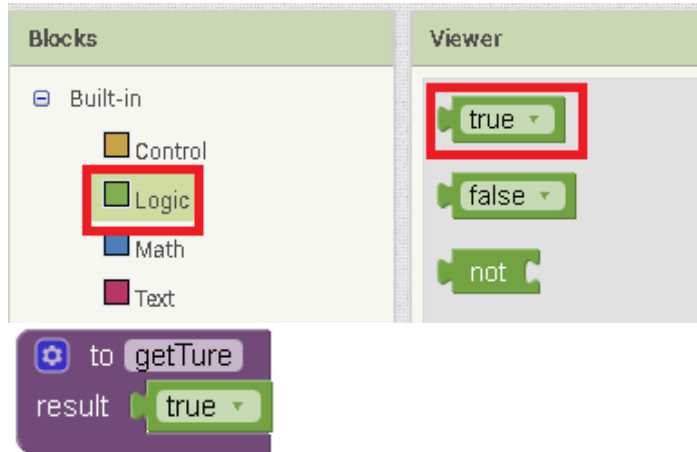 Blocks
Viewer
Built-in
Control
Logic
Math
Text
true
false
not
to getTure
result true